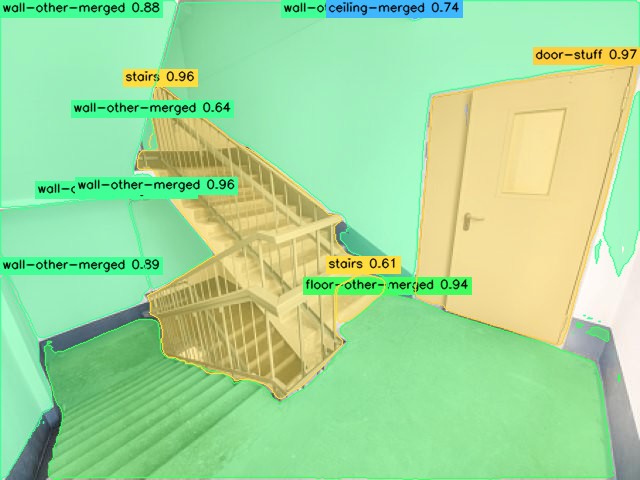 wall-other-merged 0.88
ceiling-merged 0.74
door-stuff 0.97
stairs 0.96
wall-other-merged 0.64
wall-other-merged 0.96
wall-other-merged 0.89
stairs 0.61
floor-other-merged 0.94